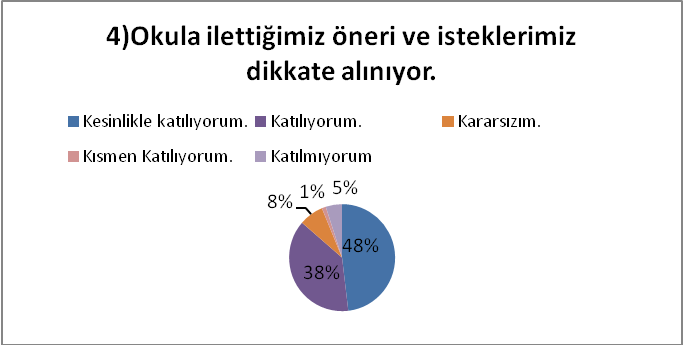 4)Okula ilettiğimiz öneri ve isteklerimiz
dikkate alınıyor.
Kesinlikle katılıyorum. Katılıyorum. Kararsızım.
Kısmen Katılıyorum. Katılmıyorum
8% 1% 5%
48%
38%